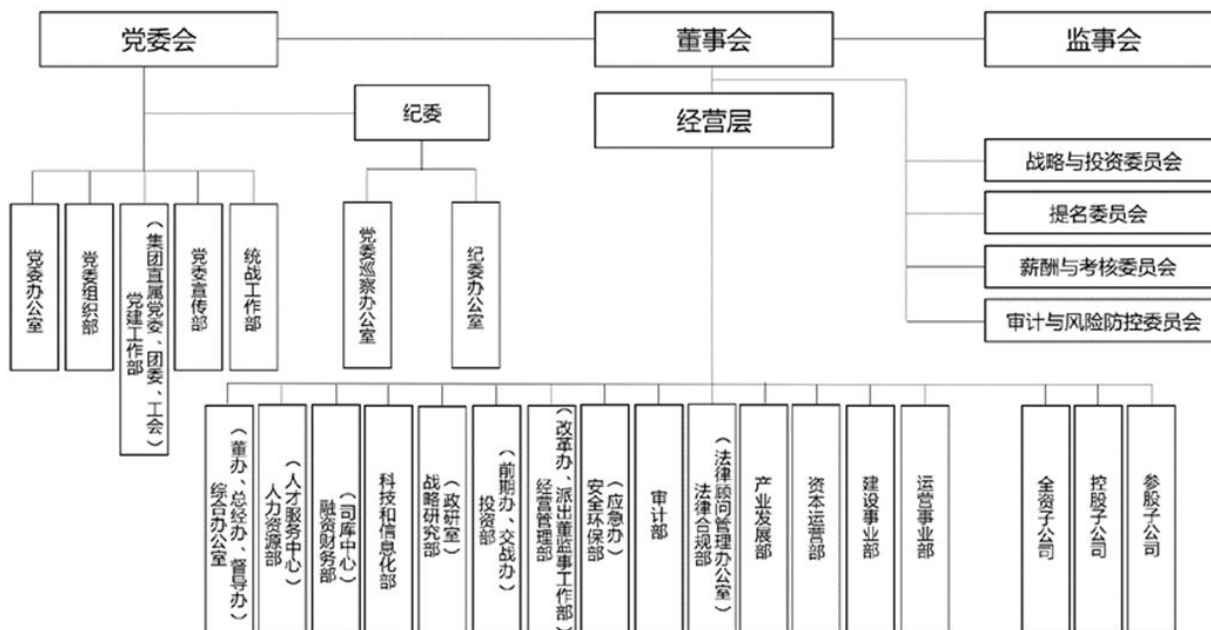 党委会
董事会
监事会
纪委
经营层
战略与投资委员会
提名委员会
薪酬与考核委员会
审计与风险防控委员会
党委办公室
党委组织部
党建工作部
（集团直属党委、团委、工会）
党委宣传部
统战工作部
党委巡察办公室
纪委办公室
综合办公室
（董办、总经办、督导办）
人力资源部
（人才服务中心）
融资财务部
（司库中心）
科技和信息化部
战略研究部
（政研室）
投资部
（前期办、交战办）
经营管理部
（改革办、派出董监事工作部）
安全环保部
（应急办）
审计部
法律合规部
（法律顾问管理办公室）
产业发展部
资本运营部
建设事业部
运营事业部
全资子公司
控股子公司
参股子公司